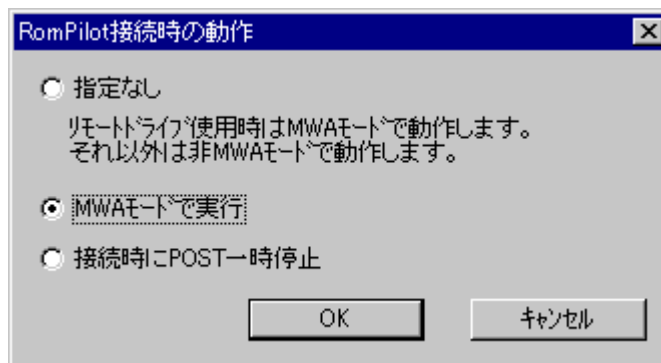 RomPilot接続時の動作
指定なし
ﾘﾓｰﾄﾄﾞﾗｲﾌﾞ使用時はMWAﾓｰﾄﾞで動作します。
それ以外は非MWAﾓｰﾄﾞで動作します。
MWAﾓｰﾄﾞで実行
接続時にPOST一時停止
OK
ｷｬﾝｾﾙ